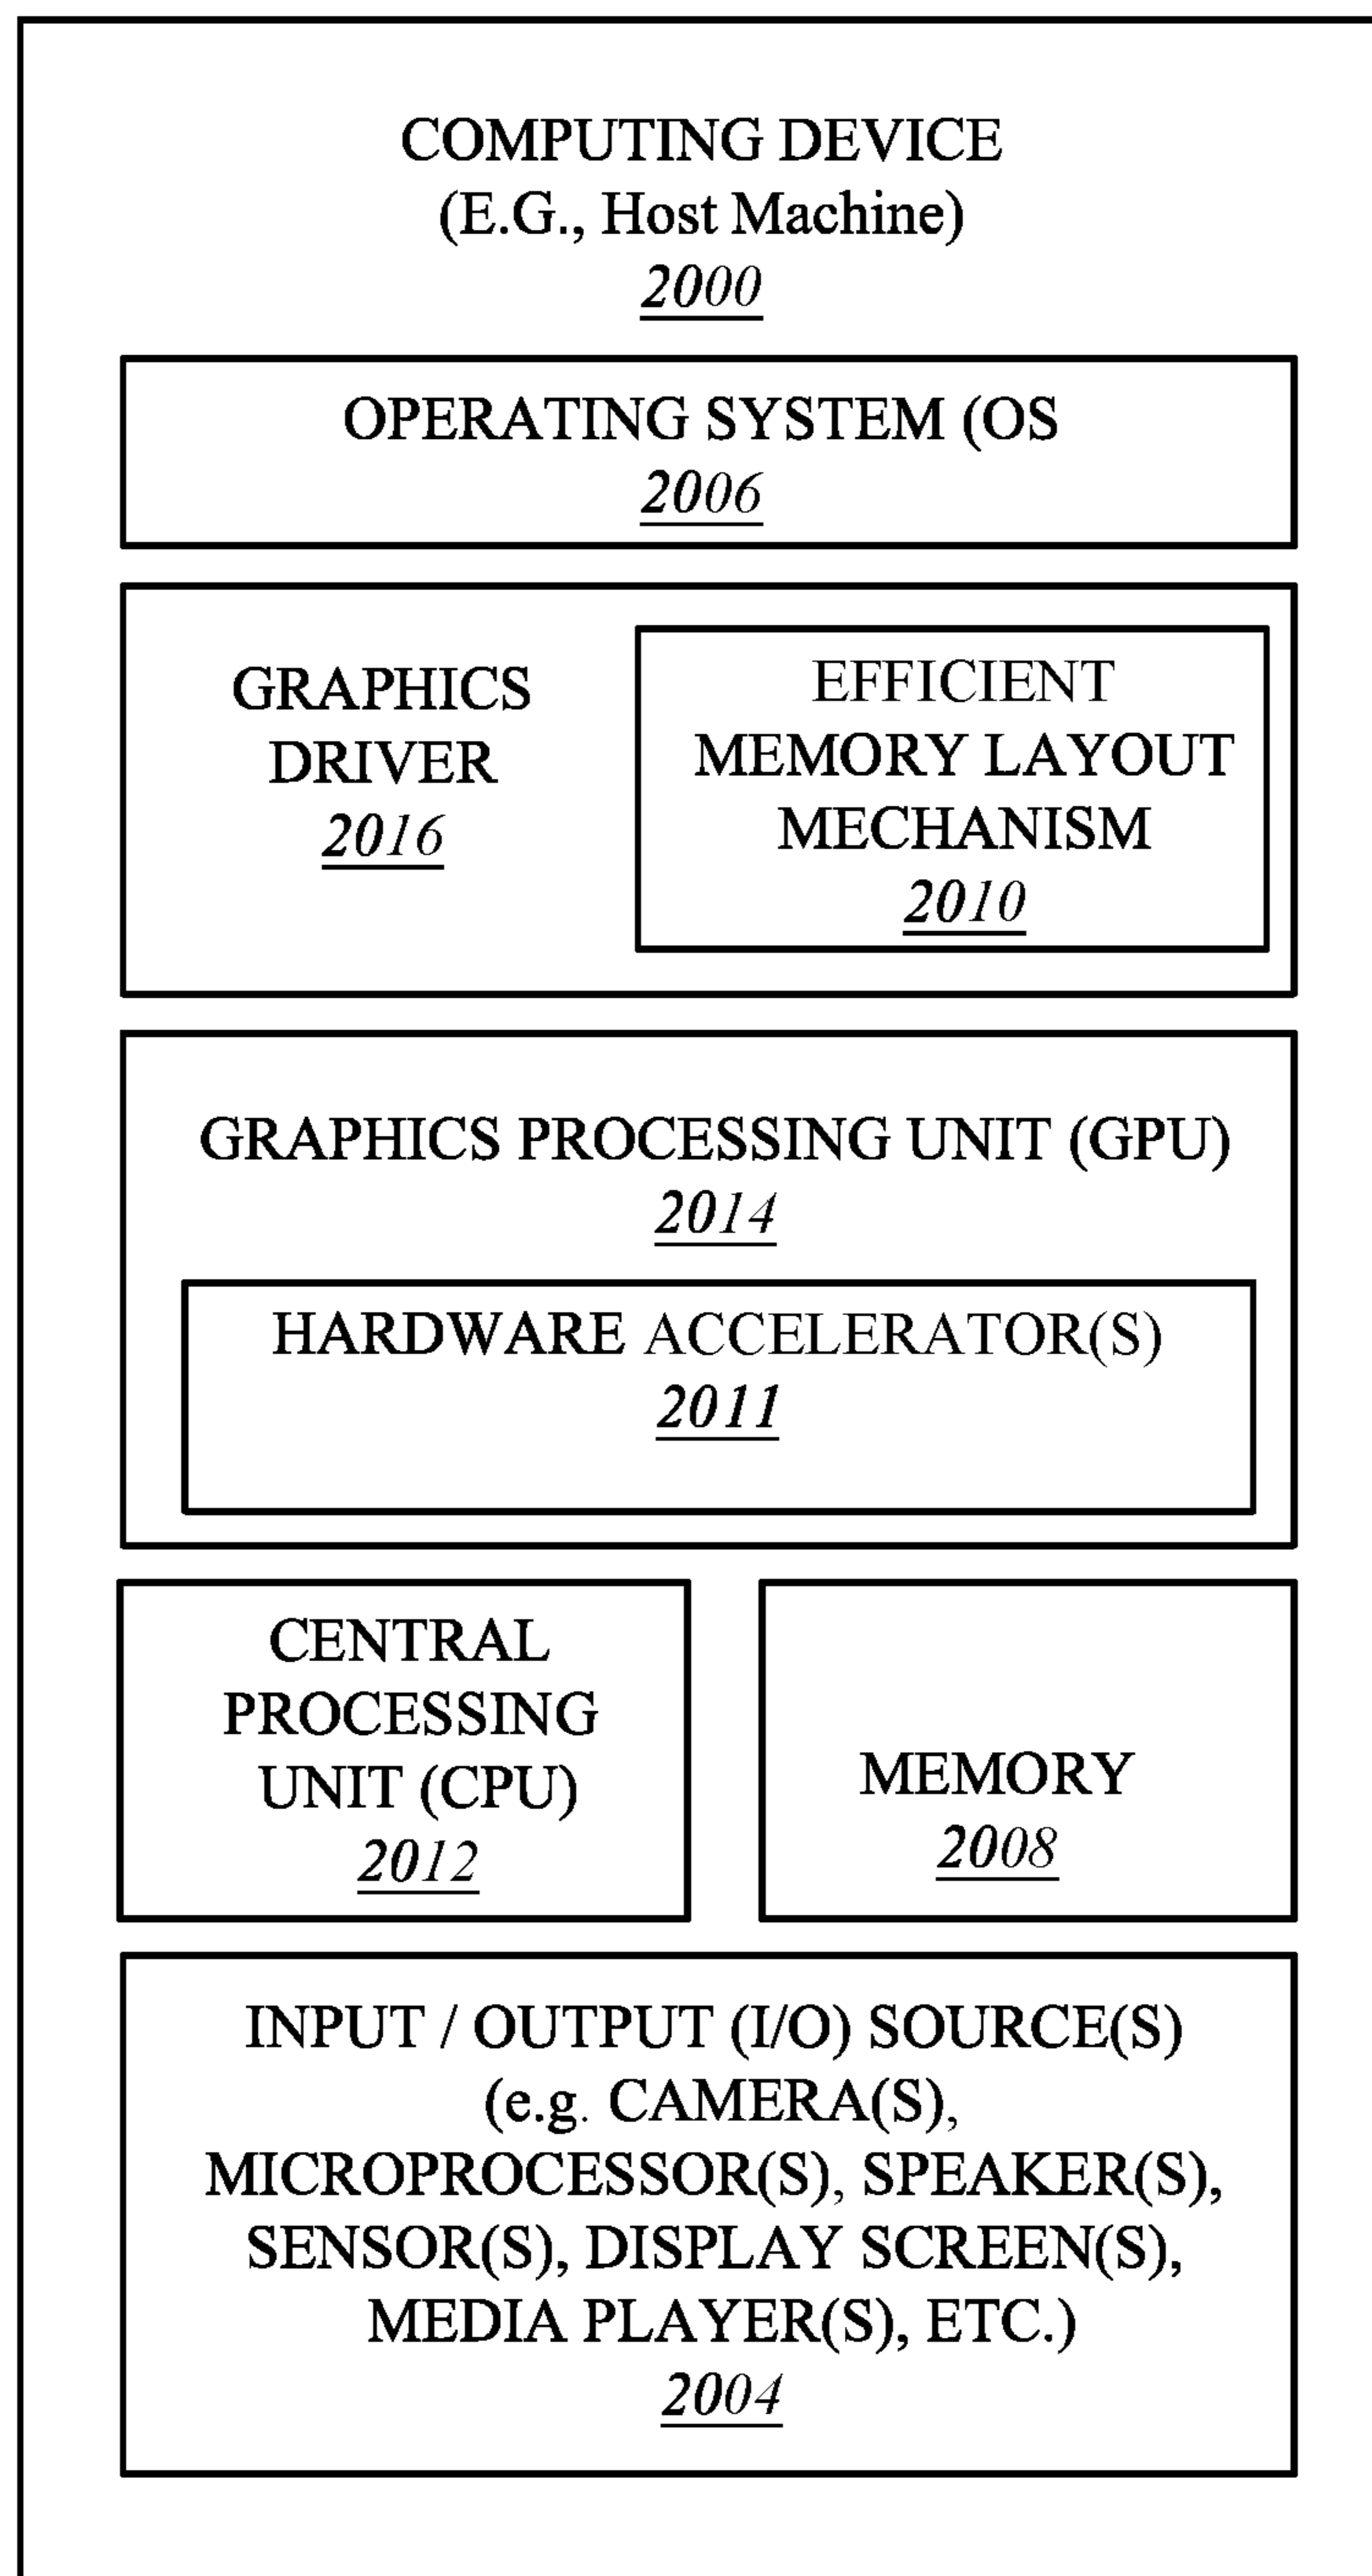 COMPUTING DEVICE
(E.G., Host Machine)
2000
OPERATING SYSTEM (OS
2006
GRAPHICS
DRIVER
2016
EFFICIENT
MEMORY LAYOUT
MECHANISM
2010
GRAPHICS PROCESSING UNIT (GPU)
2014
HARDWARE ACCELERATOR(S)
2011
CENTRAL
PROCESSING
UNIT (CPU)
2012
MEMORY
2008
INPUT / OUTPUT (I/O) SOURCE(S)
(e.g. CAMERA(S),
MICROPROCESSOR(S), SPEAKER(S),
SENSOR(S), DISPLAY SCREEN(S),
MEDIA PLAYER(S), ETC.)
2004